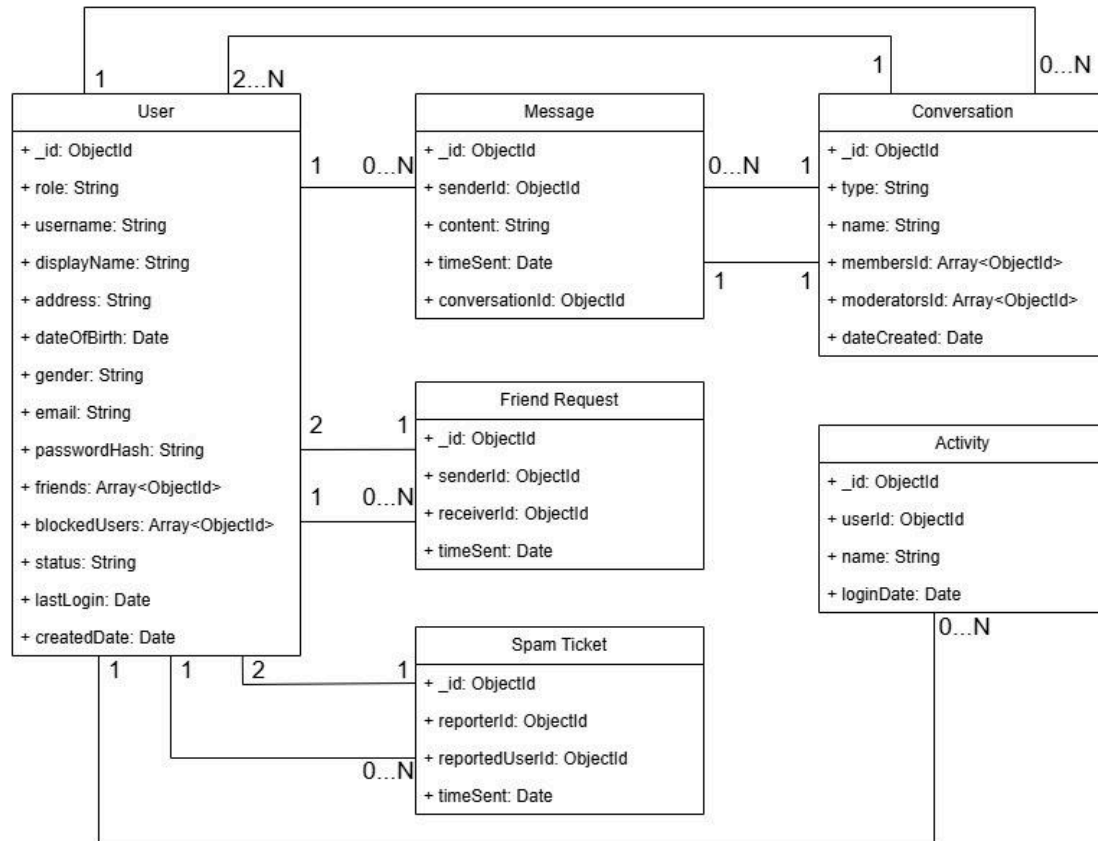 1
2...N
1
0...N
User
+ _id: ObjectId
+ role: String
+ username: String
+ displayName: String
+ address: String
+ dateOfBirth: Date
+ gender: String
+ email: String
+ passwordHash: String
+ friends: Array<ObjectId>
+ blockedUsers: Array<ObjectId>
+ status: String
+ lastLogin: Date
+ createdDate: Date
1
0...N
Message
+ _id: ObjectId
+ senderId: ObjectId
+ content: String
+ timeSent: Date
+ conversationId: ObjectId
0...N
1
1
1
Conversation
+ _id: ObjectId
+ type: String
+ name: String
+ membersId: Array<ObjectId>
+ moderatorsId: Array<ObjectId>
+ dateCreated: Date
2
1
1
0...N
Friend Request
+ _id: ObjectId
+ senderId: ObjectId
+ receiverId: ObjectId
+ timeSent: Date
Activity
+ _id: ObjectId
+ userId: ObjectId
+ name: String
+ loginDate: Date
0...N
1
1
2
1
0...N
Spam Ticket
+ _id: ObjectId
+ reporterId: ObjectId
+ reportedUserId: ObjectId
+ timeSent: Date